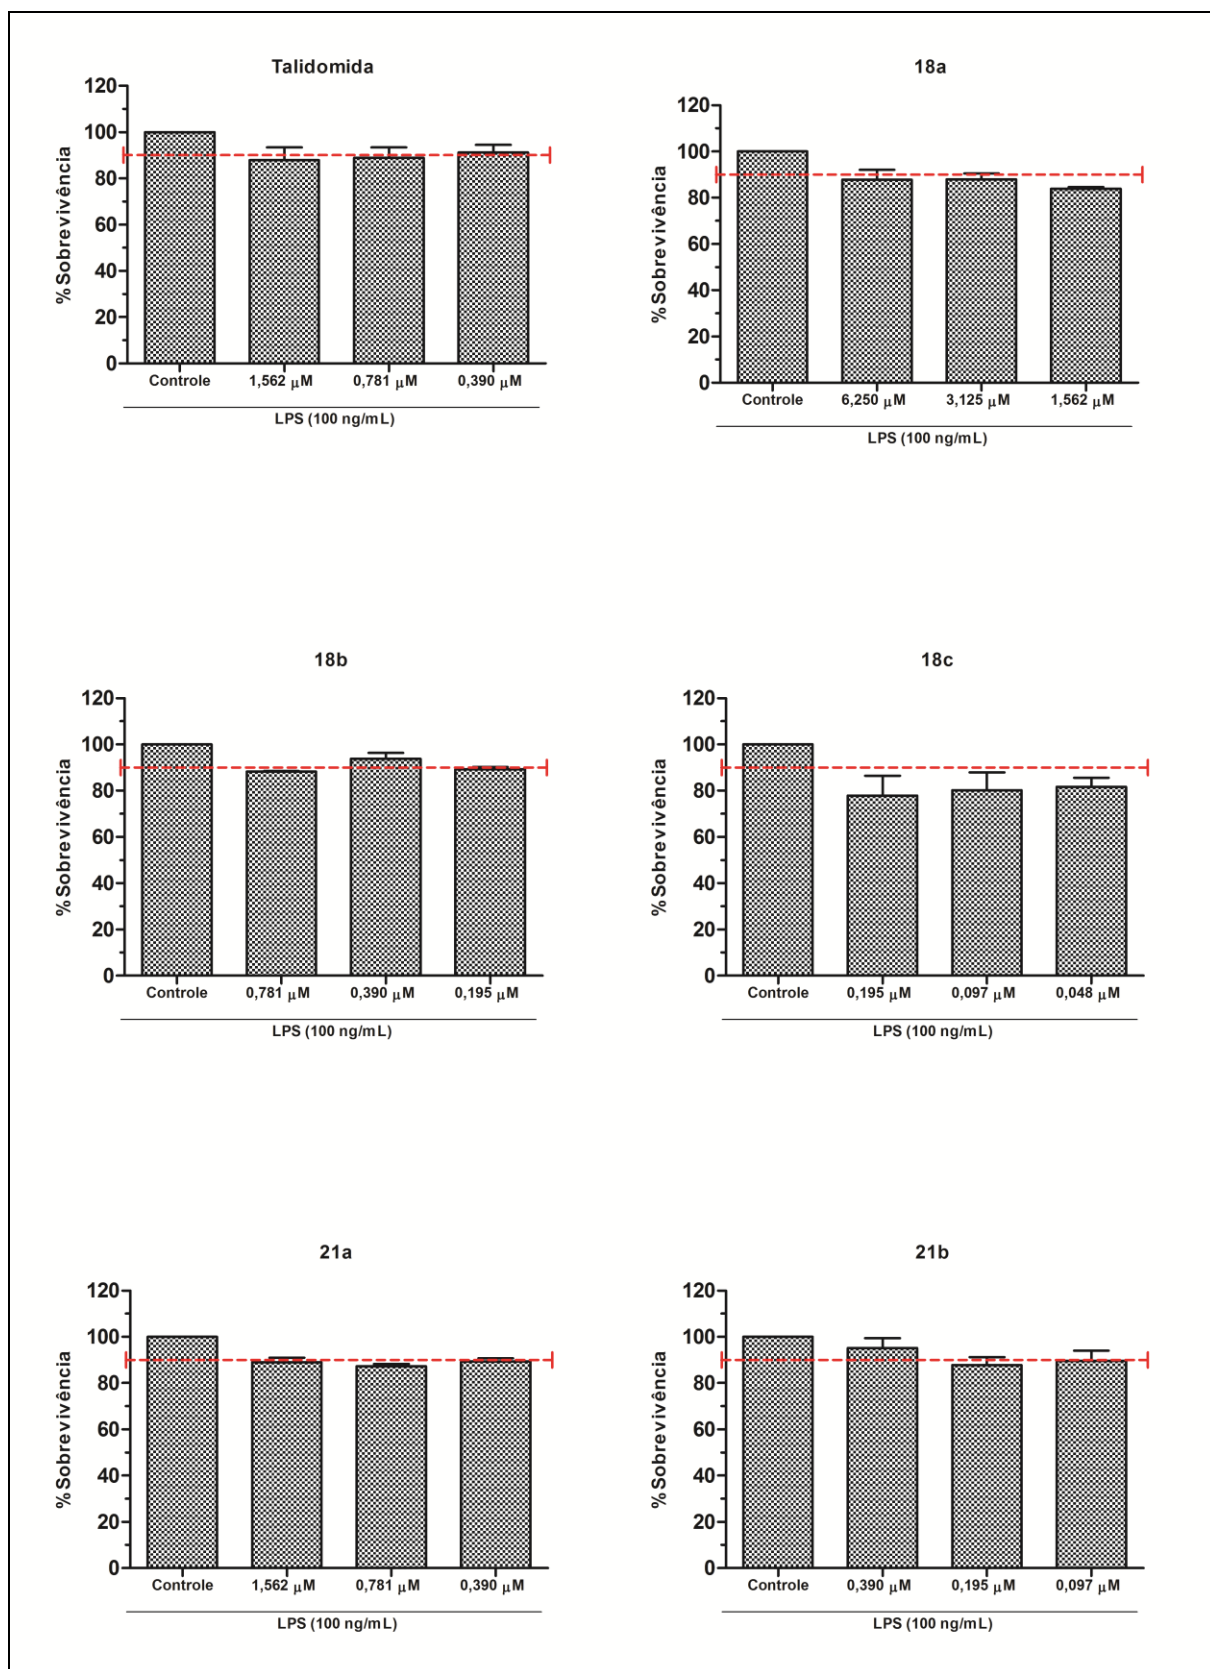 Talidomida
%Sobrevivência
120
100
80
60
40
20
0
Controle 1,562 µM 0,781 µM 0,390 µM
LPS (100 ng/mL)
18a
%Sobrevivência
120
100
80
60
40
20
0
Controle 6,250 µM 3,125 µM 1,562 µM
LPS (100 ng/mL)
18b
%Sobrevivência
120
100
80
60
40
20
0
Controle 0,781 µM 0,390 µM 0,195 µM
LPS (100 ng/mL)
18c
%Sobrevivência
120
100
80
60
40
20
0
Controle 0,195 µM 0,097 µM 0,048 µM
LPS (100 ng/mL)
21a
%Sobrevivência
120
100
80
60
40
20
0
Controle 1,562 µM 0,781 µM 0,390 µM
LPS (100 ng/mL)
21b
%Sobrevivência
120
100
80
60
40
20
0
Controle 0,390 µM 0,195 µM 0,097 µM
LPS (100 ng/mL)